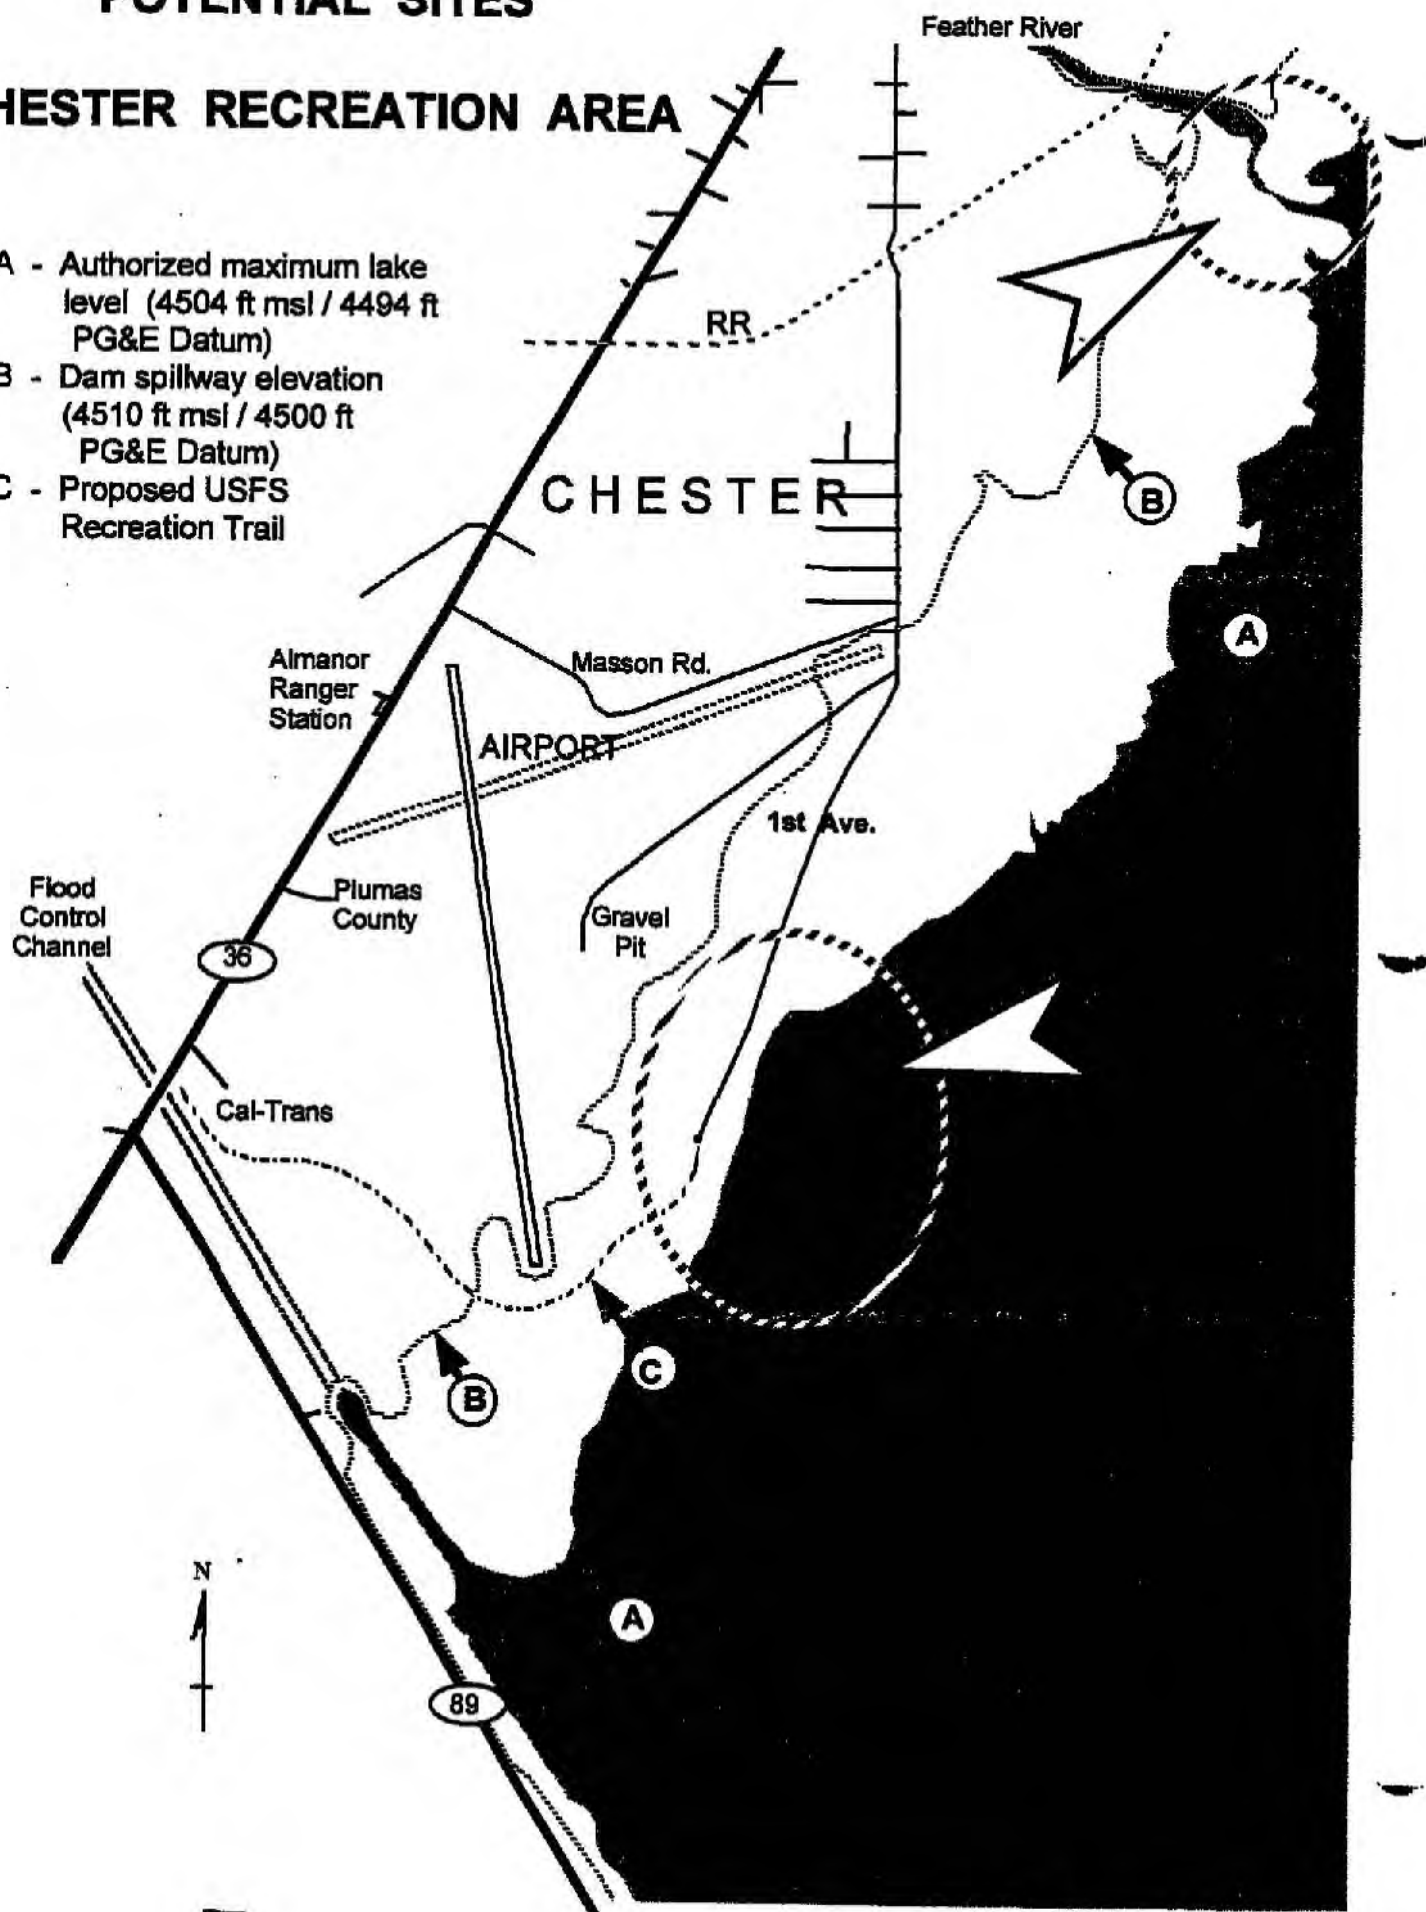 POTENTIAL SITES
HESTER RECREATION AREA
Feather River
A - Authorized maximum lake
level (4504 ft msl / 4494 ft
PG&E Datum)
B - Dam spillway elevation
(4510 ft msl / 4500 ft
PG&E Datum)
C - Proposed USFS
Recreation Trail
RR
CHESTER
B
A
Almanor
Ranger
Station
Masson Rd.
AIRPORT
1st Ave.
Flood
Control
Channel
Plumas
County
Gravel
Pit
36
Cal-Trans
C
B
N
A
89